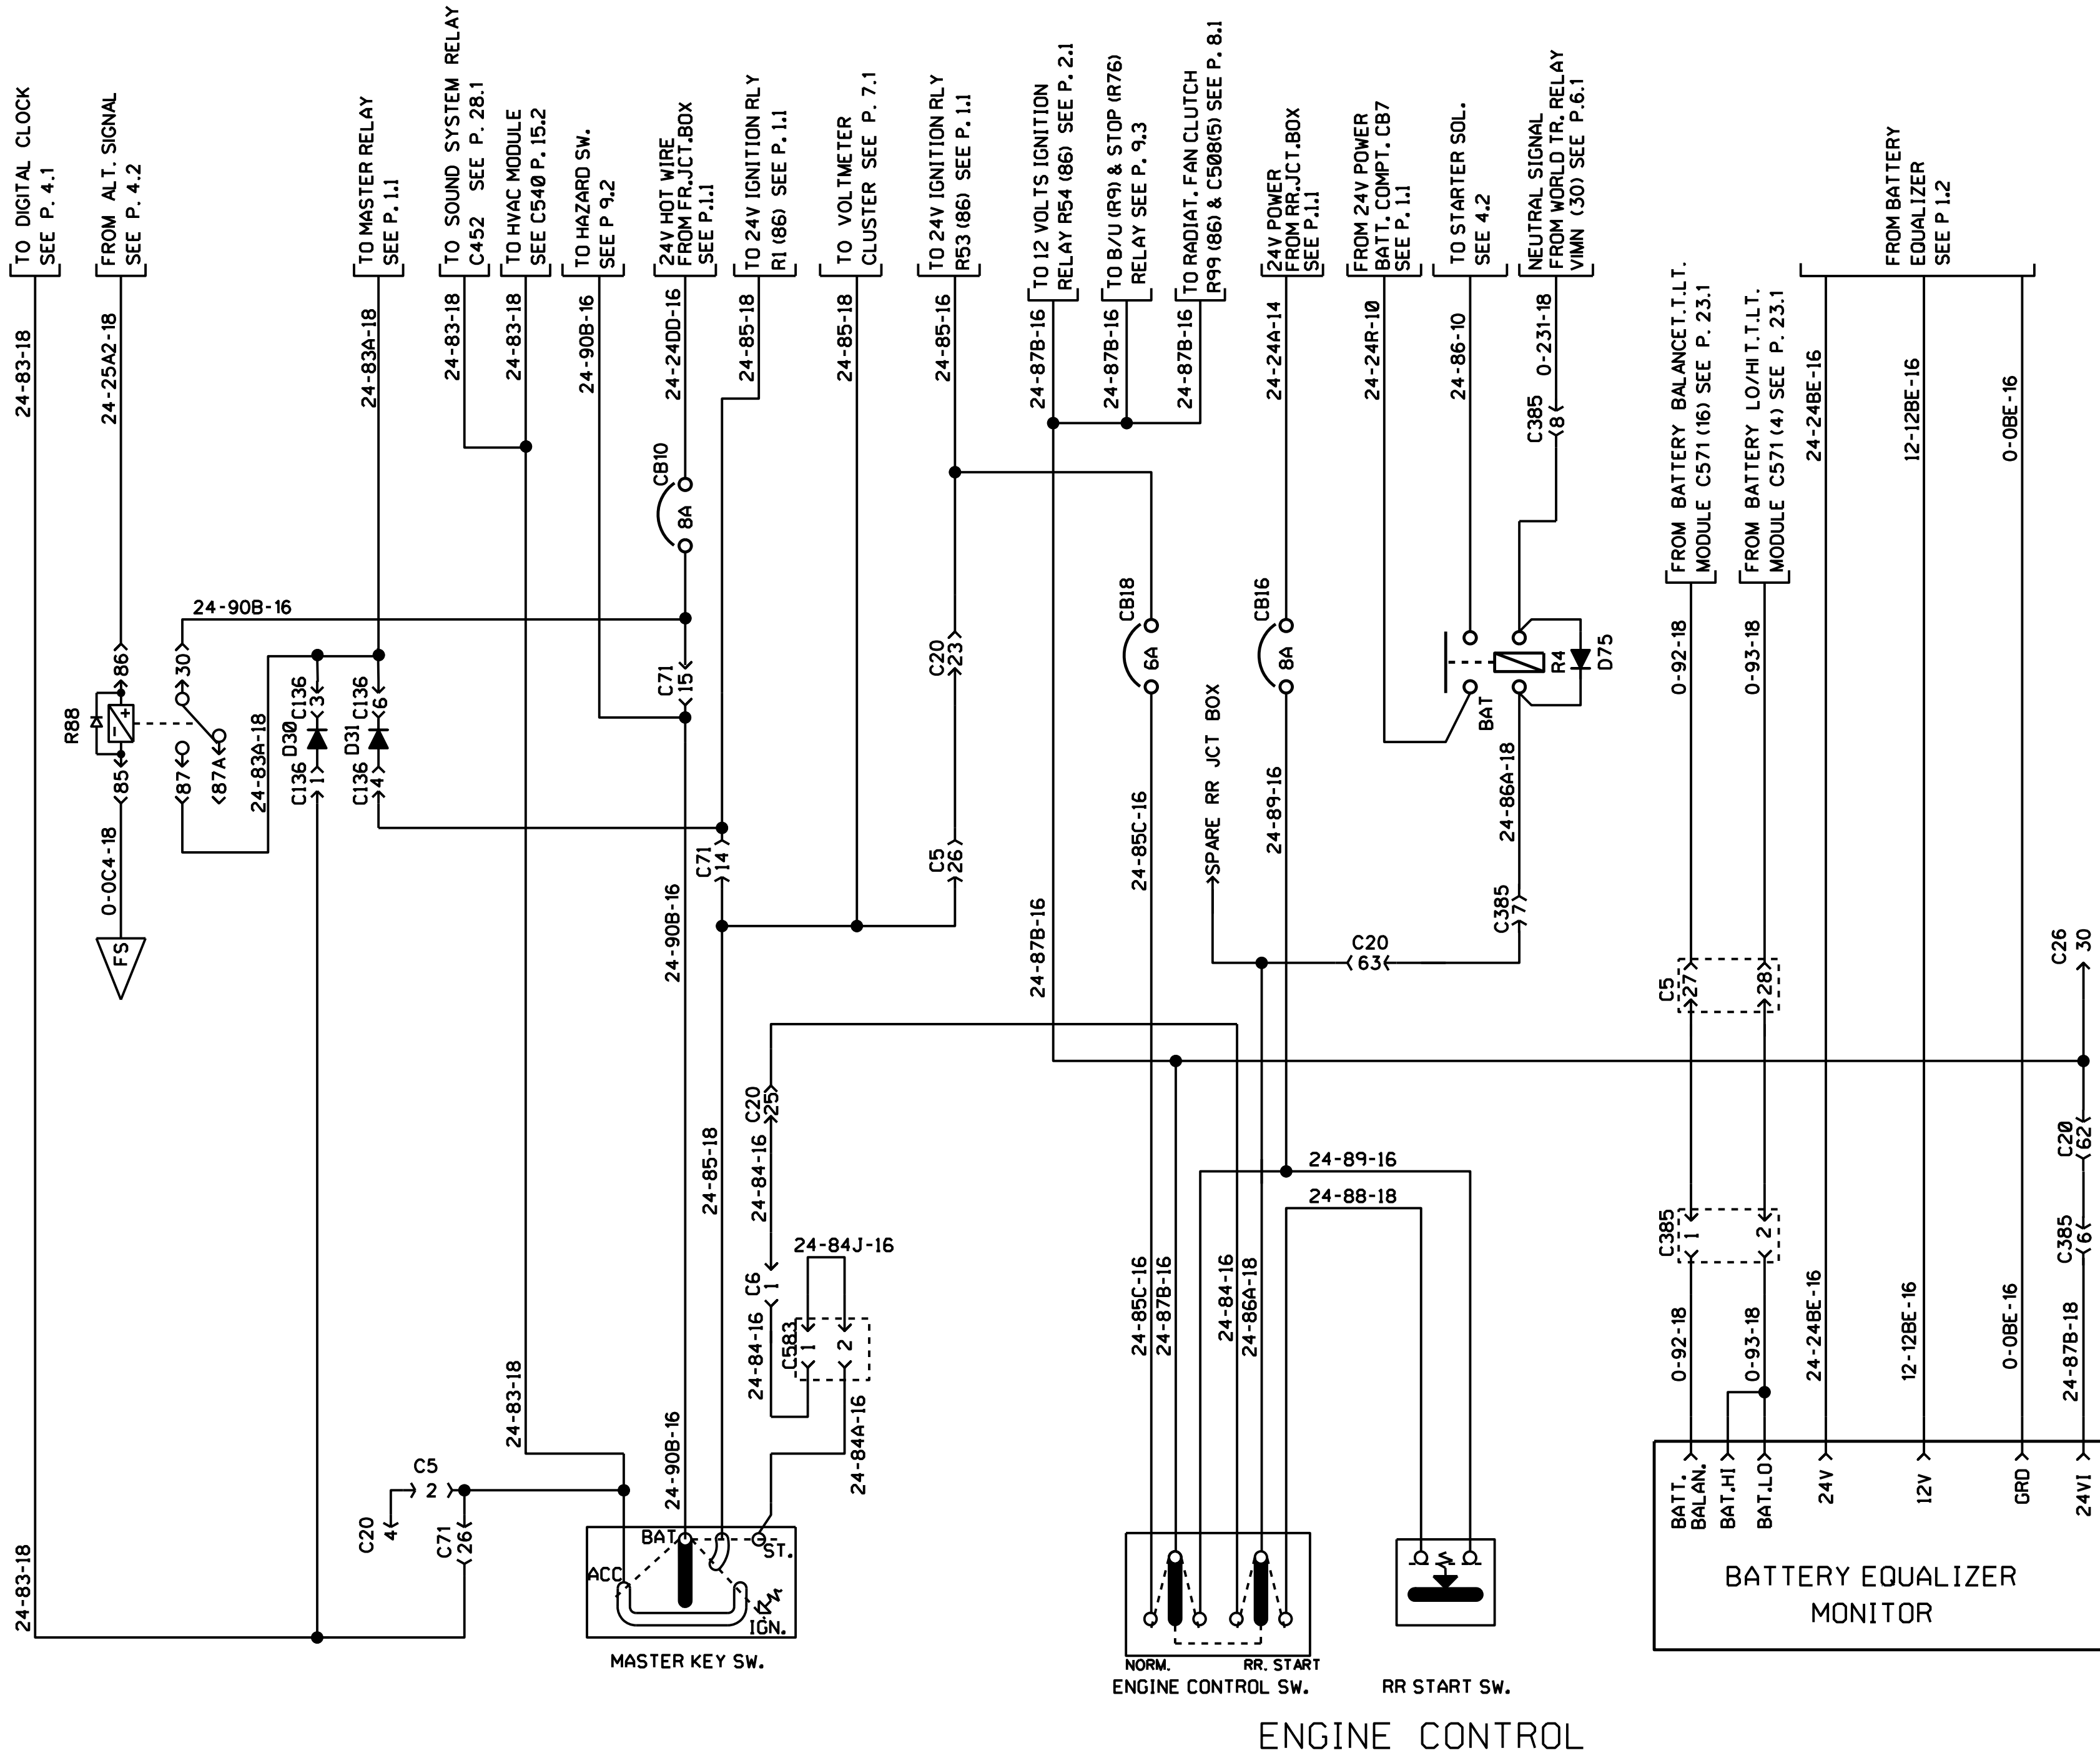 TO DIGITAL CLOCK
SEE P. 4.1
FROM ALT. SIGNAL
SEE P. 4.2
TO MASTER RELAY
SEE P. 1.1
TO SOUND SYSTEM RELAY
C452 SEE P. 28.1
TO HVAC MODULE
SEE C540 P. 15.2
TO HAZARD SW.
SEE P 9.2
24V HOT WIRE
FROM FR.JCT.BOX
SEE P.1.1
TO 24V IGNITION RLY
R1 (86) SEE P. 1.1
TO VOLTMETER
CLUSTER SEE P. 7.1
TO 24V IGNITION RLY
R53 (86) SEE P. 1.1
TO 12 VOLTS IGNITION
RELAY R54 (86) SEE P. 2.1
TO B/U (R9) & STOP (R76)
RELAY SEE P. 9.3
TO RADIAT. FAN CLUTCH
R99 (86) & C508(5) SEE P. 8.1
24V POWER
FROM RR.JCT.BOX
SEE P.1.1
FROM 24V POWER
BATT. COMPT. CB7
SEE P. 1.1
TO STARTER SOL.
SEE 4.2
NEUTRAL SIGNAL
FROM WORLD TR. RELAY
VIMN (30) SEE P.6.1
FROM BATTERY BALANCET.T.LT.
MODULE C571 (16) SEE P. 23.1
FROM BATTERY LO/HI T.T.LT.
MODULE C571 (4) SEE P. 23.1
FROM BATTERY
EQUALIZER
SEE P 1.2
24-83-18
24-25A2-18
24-83A-18
24-83-18
24-83-18
24-90B-16
24-24DD-16
24-85-18
24-85-18
24-85-16
24-87B-16
24-87B-16
24-87B-16
24-24A-14
24-24R-10
24-86-10
0-231-18
C385
8
24-24BE-16
12-12BE-16
0-0BE-16
CB10
8A
24-90B-16
R88
86
+
-
85
30
87
87A
24-83A-18
C136
3
D30
C136
1
C136
6
D31
C136
4
C71
15
C20
23
CB18
6A
CB16
8A
BAT
R4
D75
0-92-18
0-93-18
0-0C4-18
FS
C71
14
24-90B-16
C5
26
24-87B-16
24-85C-16
SPARE RR JCT BOX
24-89-16
24-86A-18
C385
7
C20
63
C5
27
28
C26
30
C20
25
24-84-16
24-85-18
24-89-16
24-88-18
C20
62
C385
1
2
C385
6
24-84J-16
C6
1
24-84-16
C583
1
2
24-84A-16
24-85C-16
24-87B-16
24-84-16
24-86A-18
0-92-18
0-93-18
24-24BE-16
12-12BE-16
0-0BE-16
24-87B-18
24-83-18
24-90B-16
C5
2
C20
4
C71
26
24-83-18
BAT
ST.
ACC
IGN.
MASTER KEY SW.
NORM.
RR. START
ENGINE CONTROL SW.
RR START SW.
BATT.
BALAN.
BAT.HI
BAT.LO
24V
12V
GRD
24VI
BATTERY EQUALIZER
MONITOR
ENGINE CONTROL